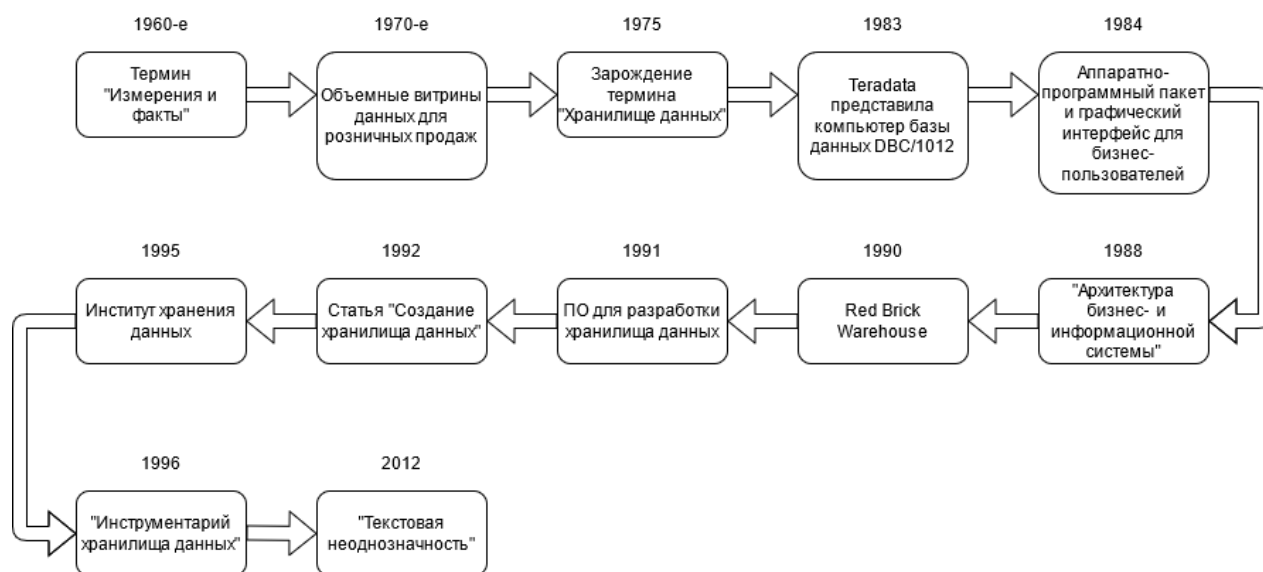 1960-е
Термин
"Измерения и
факты"
1970-е
Объемные витрины
данных для
розничных продаж
1975
Зарождение
термина
"Хранилище данных"
1983
Teradata
представила
компьютер базы
данных DBC/1012
1984
Аппаратно-
программный пакет
и графический
интерфейс для
бизнес-
пользователей
1988
"Архитектура
бизнес- и
информационной
системы"
1990
Red Brick
Warehouse
1991
ПО для разработки
хранилища данных
1992
Статья "Создание
хранилища данных"
1995
Институт хранения
данных
1996
"Инструментарий
хранилища данных"
2012
"Текстовая
неоднозначность"